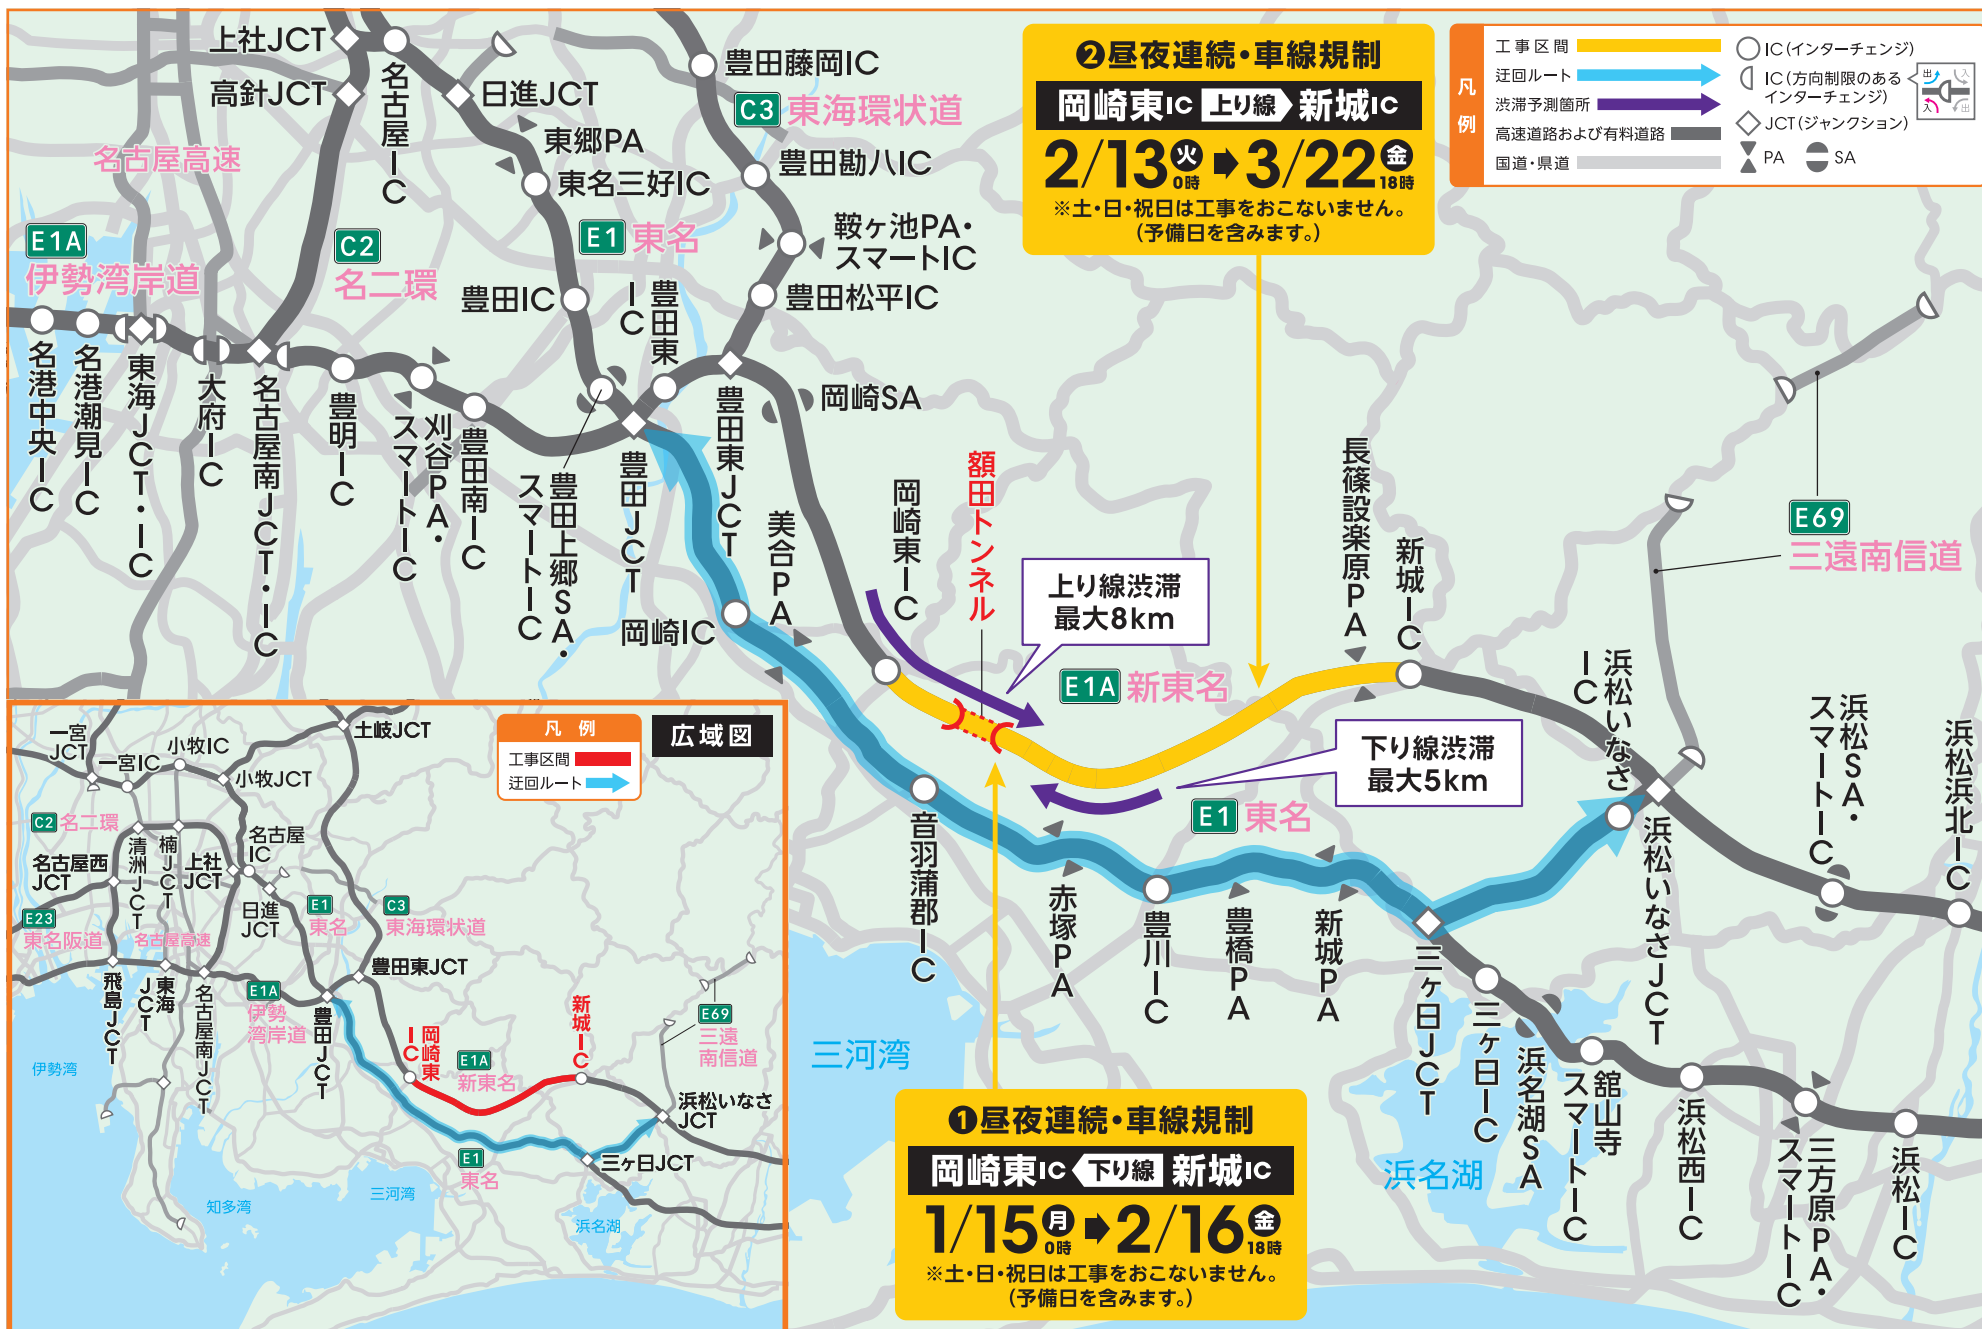 ❷昼夜連続・車線規制
岡崎東IC 上り線 新城IC
2/13火0時➡3/22金18時
※土・日・祝日は工事をおこないません。
(予備日を含みます。)
凡例
工事区間
迂回ルート
渋滞予測箇所
高速道路および有料道路
国道・県道
IC(インターチェンジ)
IC(方向制限のある
インターチェンジ)
出
入
入
出
JCT(ジャンクション)
PA
SA
上社JCT
高針JCT
名古屋IC
日進JCT
豊田藤岡IC
C3 東海環状道
東郷PA
東名三好IC
豊田勘八IC
名古屋高速
E1A
伊勢湾岸道
C2
名二環
E1 東名
鞍ヶ池PA・
スマートIC
豊田IC
豊田東IC
豊田松平IC
名港中央IC
名港潮見IC
東海JCT・IC
大府IC
名古屋南JCT・IC
豊明IC
刈谷PA・
スマートIC
豊田南IC
豊田上郷SA・
スマートIC
豊田JCT
豊田東JCT
岡崎SA
美合PA
岡崎IC
岡崎東IC
額田トンネル
上り線渋滞
最大8km
E1A 新東名
長篠設楽原PA
新城IC
E69
三遠南信道
浜松いなさIC
下り線渋滞
最大5km
E1 東名
浜松いなさJCT
浜松SA・
スマートIC
浜松浜北IC
音羽蒲郡IC
赤塚PA
豊川IC
豊橋PA
新城PA
三ヶ日JCT
三ヶ日IC
浜名湖SA
舘山寺
スマートIC
浜松西IC
三方原PA・
スマートIC
浜松IC
三河湾
浜名湖
❶昼夜連続・車線規制
岡崎東IC 下り線 新城IC
1/15月0時➡2/16金18時
※土・日・祝日は工事をおこないません。
(予備日を含みます。)
広域図
凡例
工事区間
迂回ルート
一宮
JCT
一宮IC
小牧IC
小牧JCT
土岐JCT
C2 名二環
名古屋西
JCT
清洲JCT
楠JCT
上社
JCT
名古屋
IC
日進
JCT
E1
東名
C3
東海環状道
E23
東名阪道
名古屋高速
飛島JCT
東海
JCT
名古屋南JCT
E1A
伊勢
湾岸道
豊田東JCT
豊田JCT
岡崎東
IC
E1A
新東名
新城IC
E69
三遠
南信道
浜松いなさ
JCT
三ヶ日JCT
E1
東名
伊勢湾
知多湾
三河湾
浜名湖